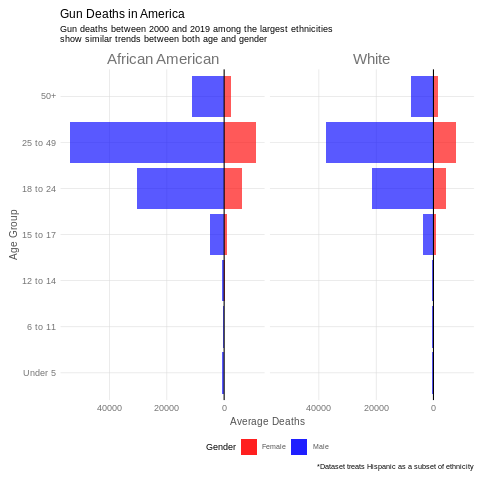 Gun Deaths in America
Gun deaths between 2000 and 2019 among the largest ethnicities
show similar trends between both age and gender
African American
White
50+
25 to 49
18 to 24
15 to 17
12 to 14
6 to 11
Under 5
Age Group
40000 20000 0
40000 20000 0
Average Deaths
Gender Female Male
*Dataset treats Hispanic as a subset of ethnicity